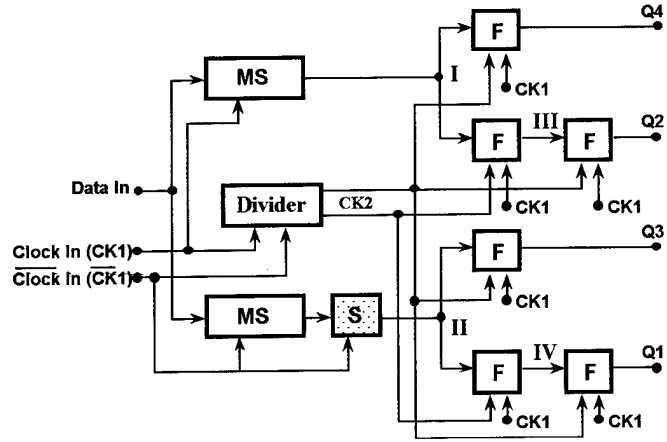 Q4
F
MS
I
CK1
III
Q2
F
F
Data In
Divider
CK2
CK1
CK1
Q3
Clock in (CK1)
Clock in (CK1)
F
MS
S
II
CK1
IV
Q1
F
F
CK1
CK1